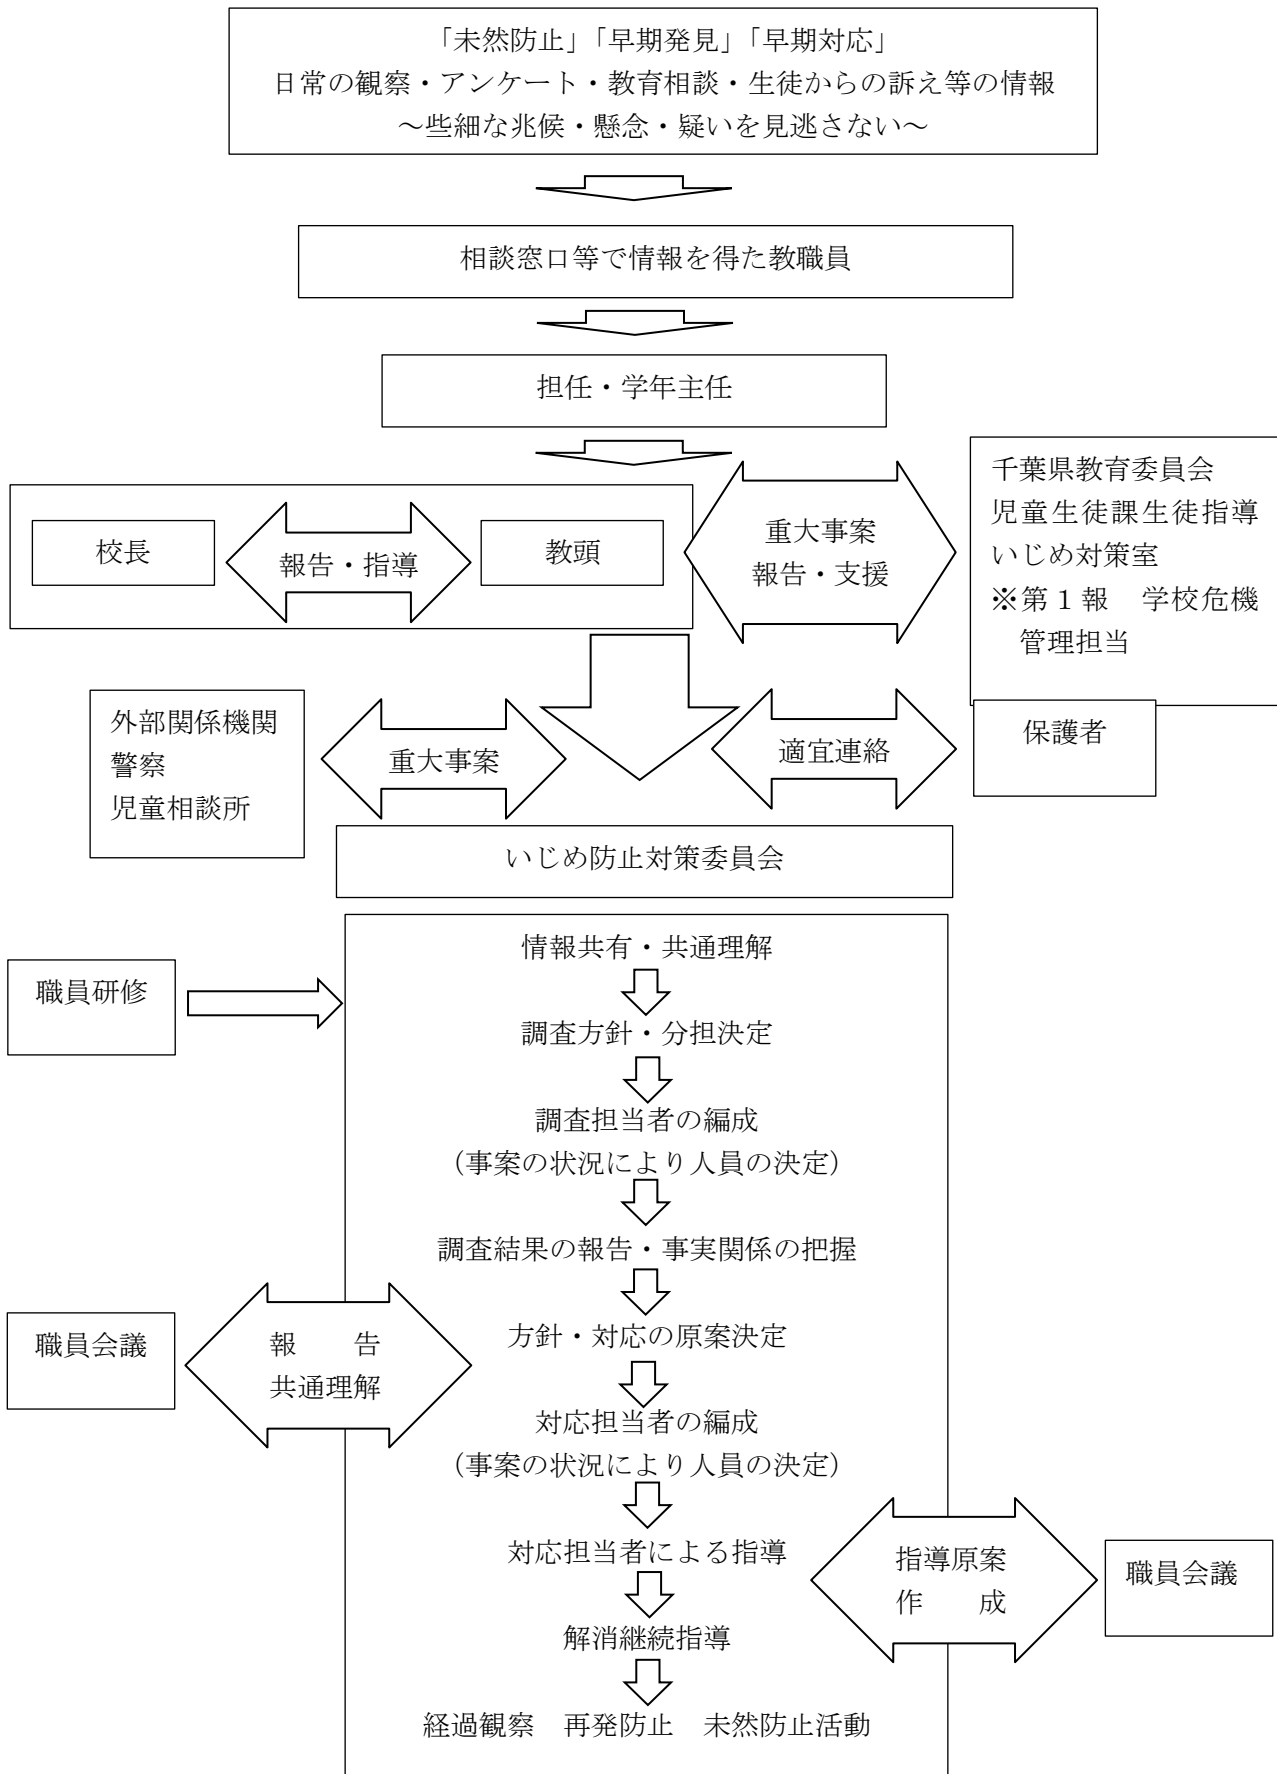 「未然防止」「早期発見」「早期対応」
日常の観察・アンケート・教育相談・生徒からの訴え等の情報
～些細な兆候・懸念・疑いを見逃さない～
相談窓口等で情報を得た教職員
担任・学年主任
校長
報告・指導
教頭
重大事案
報告・支援
千葉県教育委員会
児童生徒課生徒指導
いじめ対策室
※第１報　学校危機
管理担当
外部関係機関
警察
児童相談所
重大事案
適宜連絡
保護者
いじめ防止対策委員会
情報共有・共通理解
職員研修
調査方針・分担決定
調査担当者の編成
（事案の状況により人員の決定）
調査結果の報告・事実関係の把握
職員会議
報　　告
共通理解
方針・対応の原案決定
対応担当者の編成
（事案の状況により人員の決定）
対応担当者による指導
指導原案
作　　成
職員会議
解消継続指導
経過観察　再発防止　未然防止活動